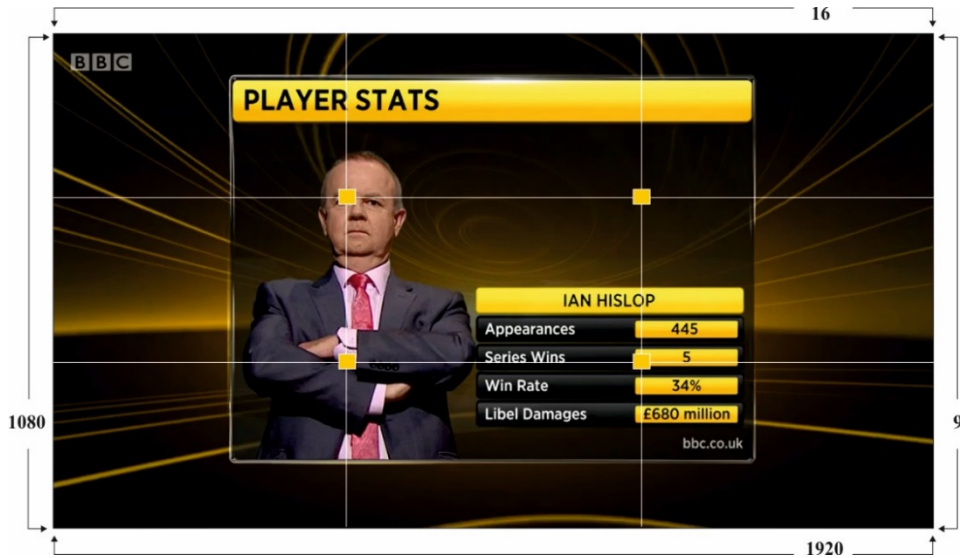 16
BBC
PLAYER STATS
IAN HISLOP
Appearances 445
Series Wins 5
Win Rate 34%
Libel Damages £680 million
bbc.co.uk
1080
9
1920